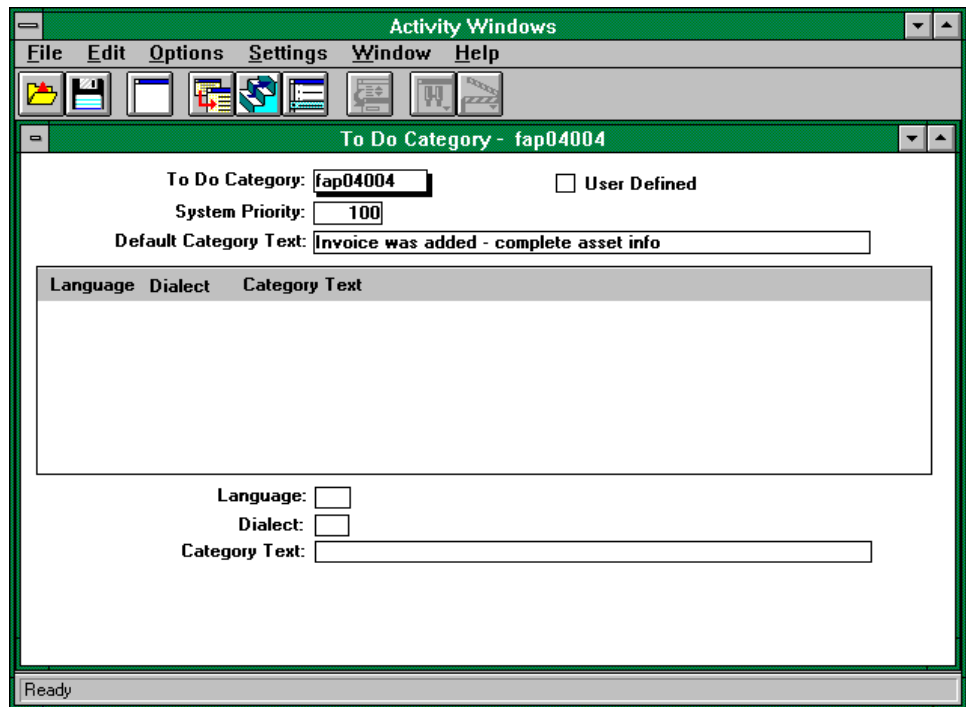 Activity Windows
File Edit Options Settings Window Help
To Do Category - fap04004
To Do Category: fap04004 User Defined
System Priority: 100
Default Category Text: Invoice was added - complete asset info
Language Dialect Category Text
Language:
Dialect:
Category Text:
Ready